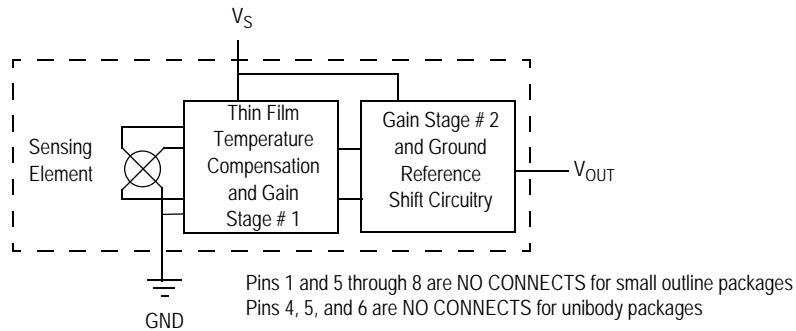 V_S
Sensing
Element
Thin Film
Temperature
Compensation
and Gain
Stage # 1
Gain Stage # 2
and Ground
Reference
Shift Circuitry
V_OUT
GND
Pins 1 and 5 through 8 are NO CONNECTS for small outline packages
Pins 4, 5, and 6 are NO CONNECTS for unibody packages